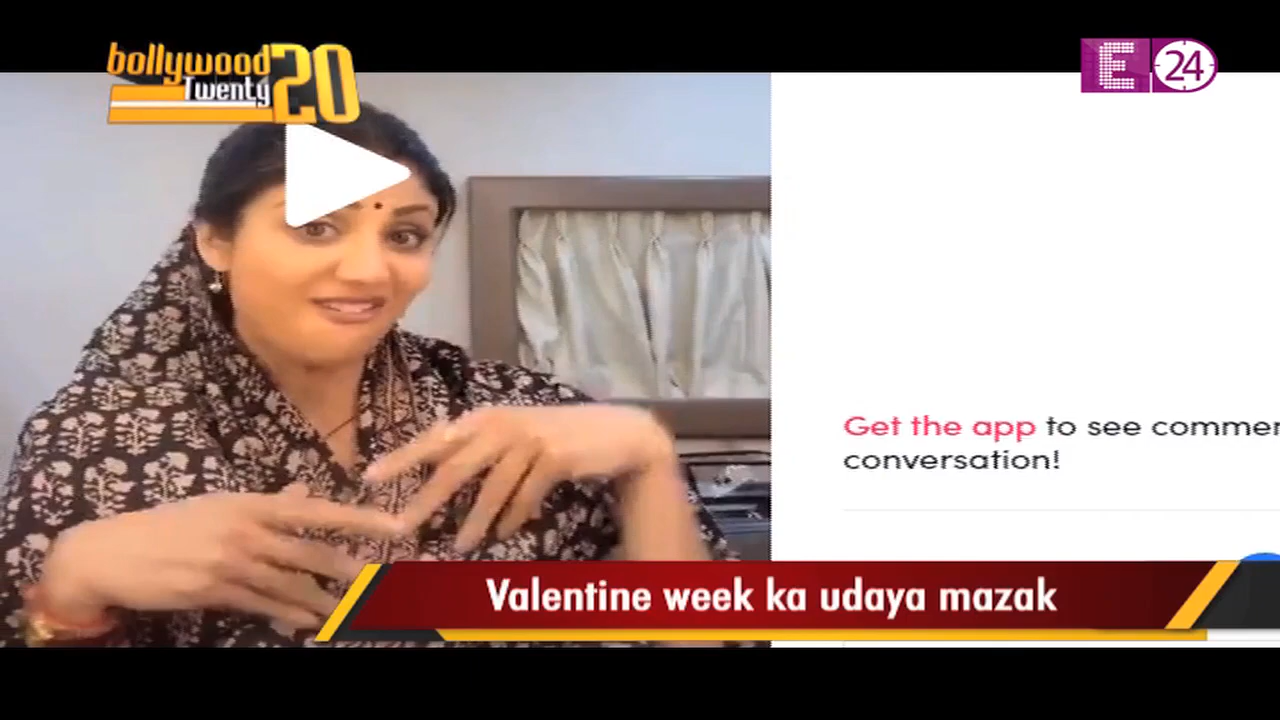 bollywood
Twenty 20
E 24
Get the app to see commer
conversation!
Valentine week ka udaya mazak